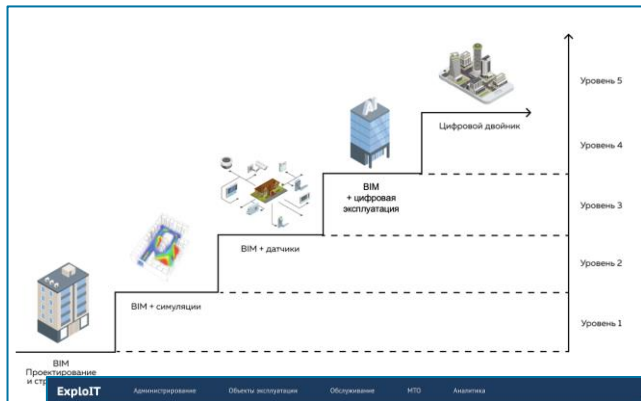 Уровень 5
Цифровой двойник
Уровень 4
BIM
+ цифровая
эксплуатация
Уровень 3
BIM + датчики
Уровень 2
BIM + симуляции
Уровень 1
BIM
Проектирование
ExploIT Администрирование Объекты эксплуатации Обслуживание МТО Аналитика